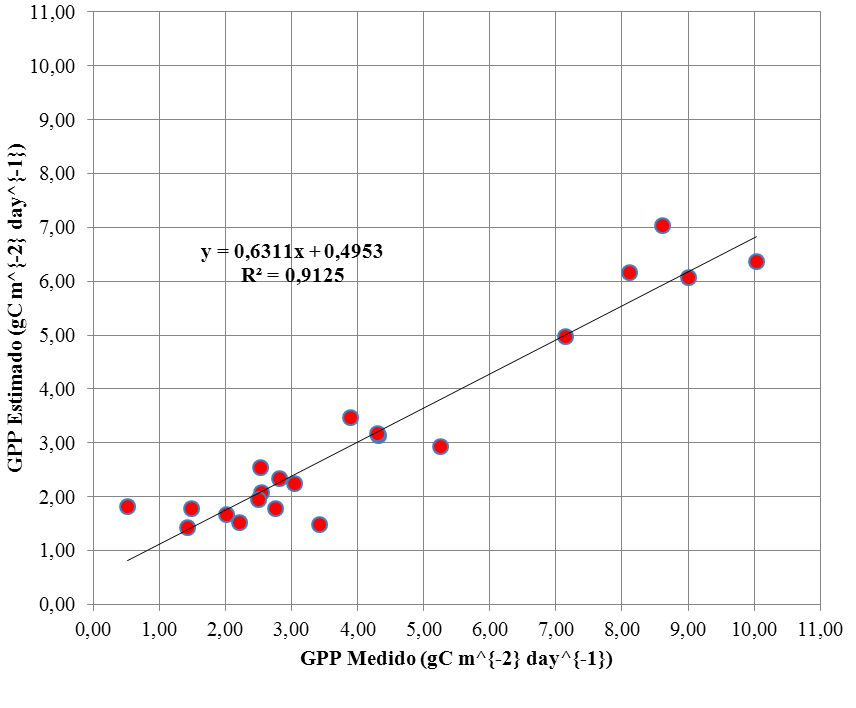 11,00
10,00
9,00
8,00
7,00
6,00
5,00
4,00
3,00
2,00
1,00
0,00
GPP Estimado (gC m^{-2} day^{-1})
y = 0,6311x + 0,4953
R² = 0,9125
0,00 1,00 2,00 3,00 4,00 5,00 6,00 7,00 8,00 9,00 10,00 11,00
GPP Medido (gC m^{-2} day^{-1})